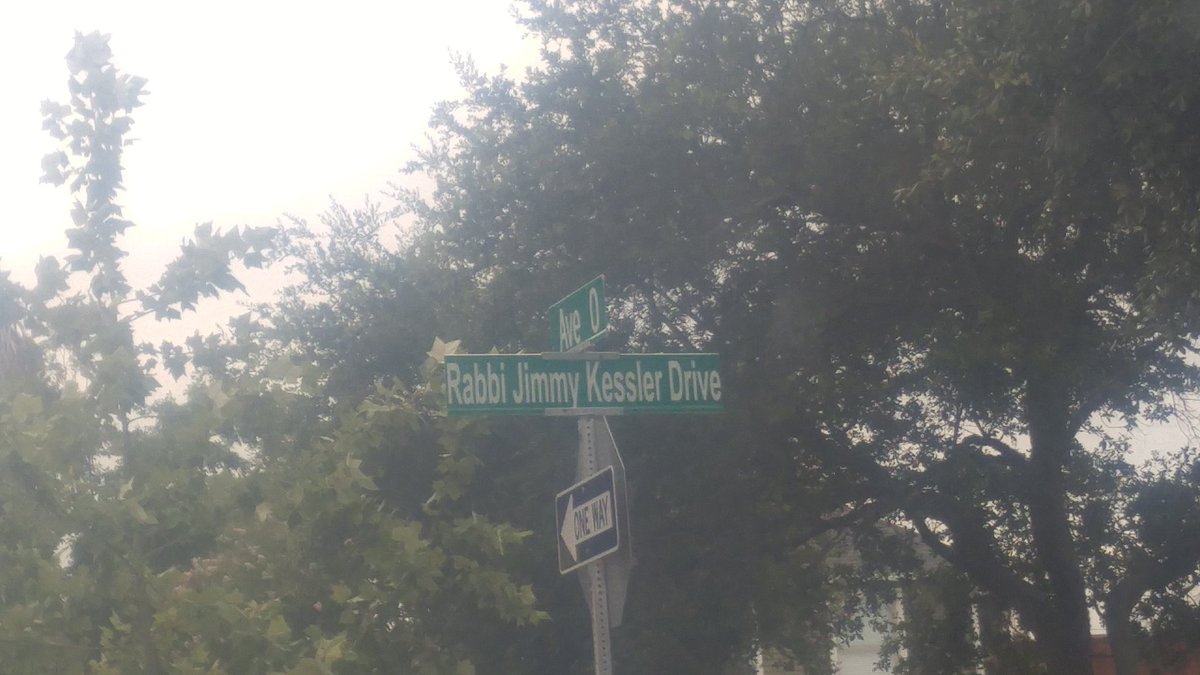 Ave O
Rabbi Jimmy Kessler Drive
ONE WAY